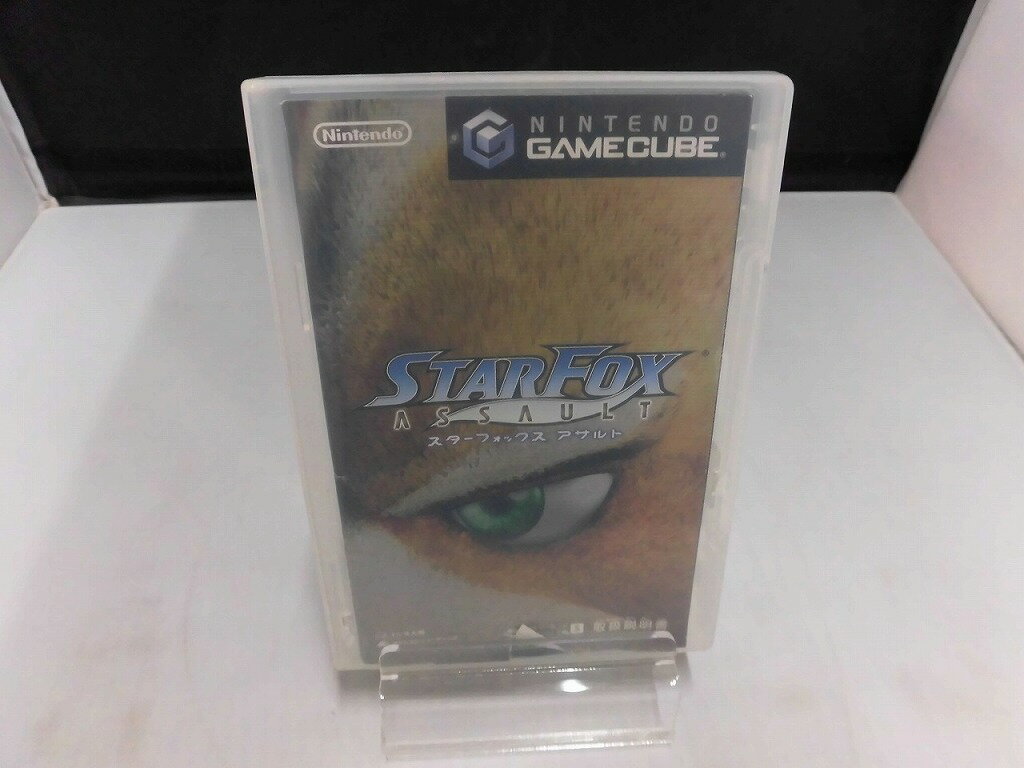 Nintendo
NINTENDO
GAMECUBE
STARFOX
ASSAULT
スターフォックス アサルト
取扱説明書